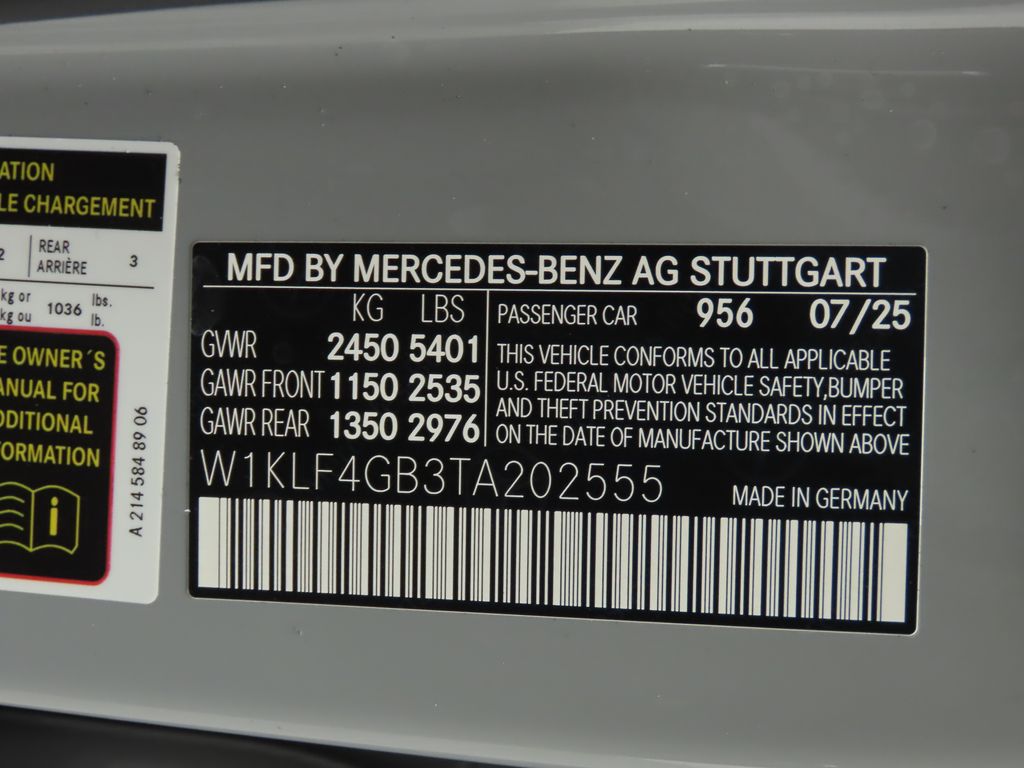 ATION
LE CHARGEMENT
2 REAR 3
ARRIÈRE
kg or 1036 lbs.
kg ou lb.
E OWNER´S
ANUAL FOR
DDITIONAL
FORMATION
i
A 214 584 89 06
MFD BY MERCEDES-BENZ AG STUTTGART
KG LBS
GVWR 2450 5401
GAWR FRONT 1150 2535
GAWR REAR 1350 2976
PASSENGER CAR 956 07/25
THIS VEHICLE CONFORMS TO ALL APPLICABLE
U.S. FEDERAL MOTOR VEHICLE SAFETY,BUMPER
AND THEFT PREVENTION STANDARDS IN EFFECT
ON THE DATE OF MANUFACTURE SHOWN ABOVE
W1KLF4GB3TA202555
MADE IN GERMANY